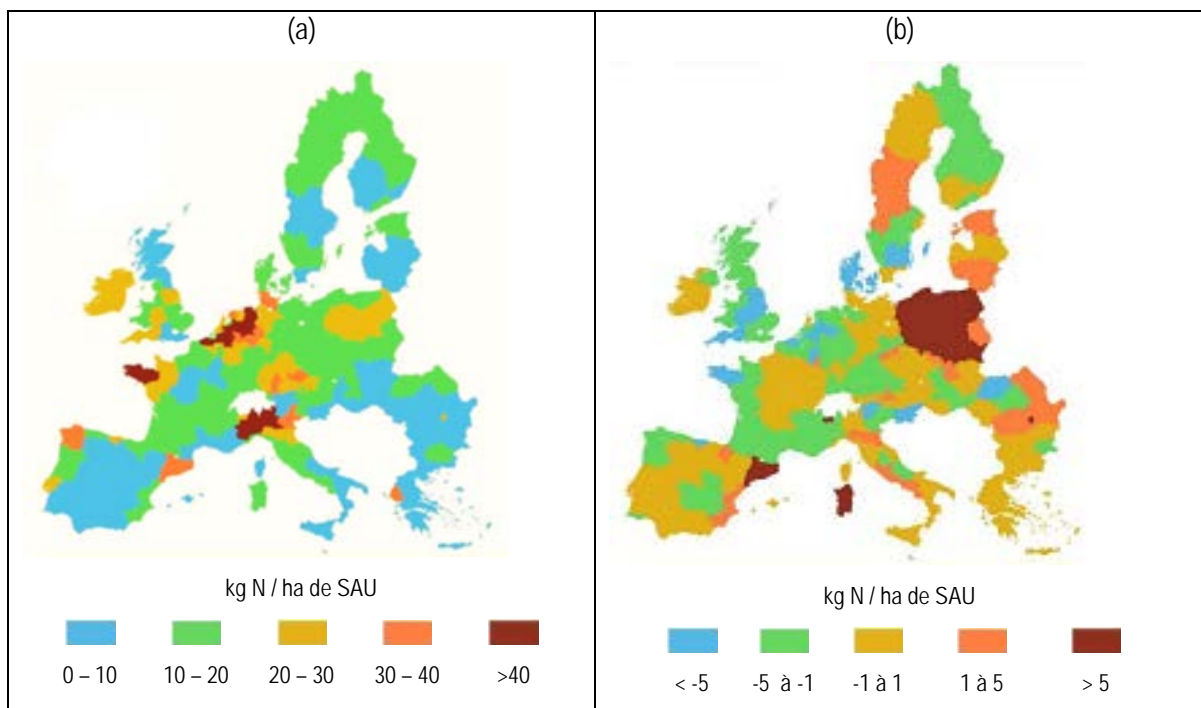 (a)
(b)
kg N / ha de SAU
0 – 10 10 – 20 20 – 30 30 – 40 >40
kg N / ha de SAU
< -5 -5 à -1 -1 à 1 1 à 5 > 5